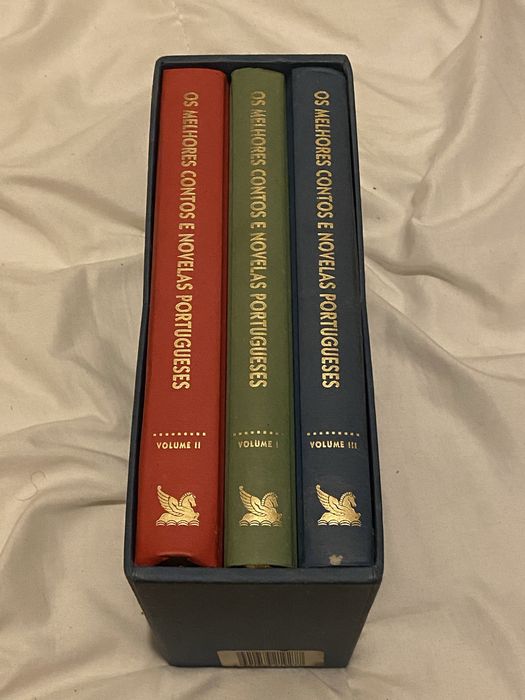 OS MELHORES CONTOS E NOVELAS PORTUGUESES
VOLUME II
OS MELHORES CONTOS E NOVELAS PORTUGUESES
VOLUME I
OS MELHORES CONTOS E NOVELAS PORTUGUESES
VOLUME III